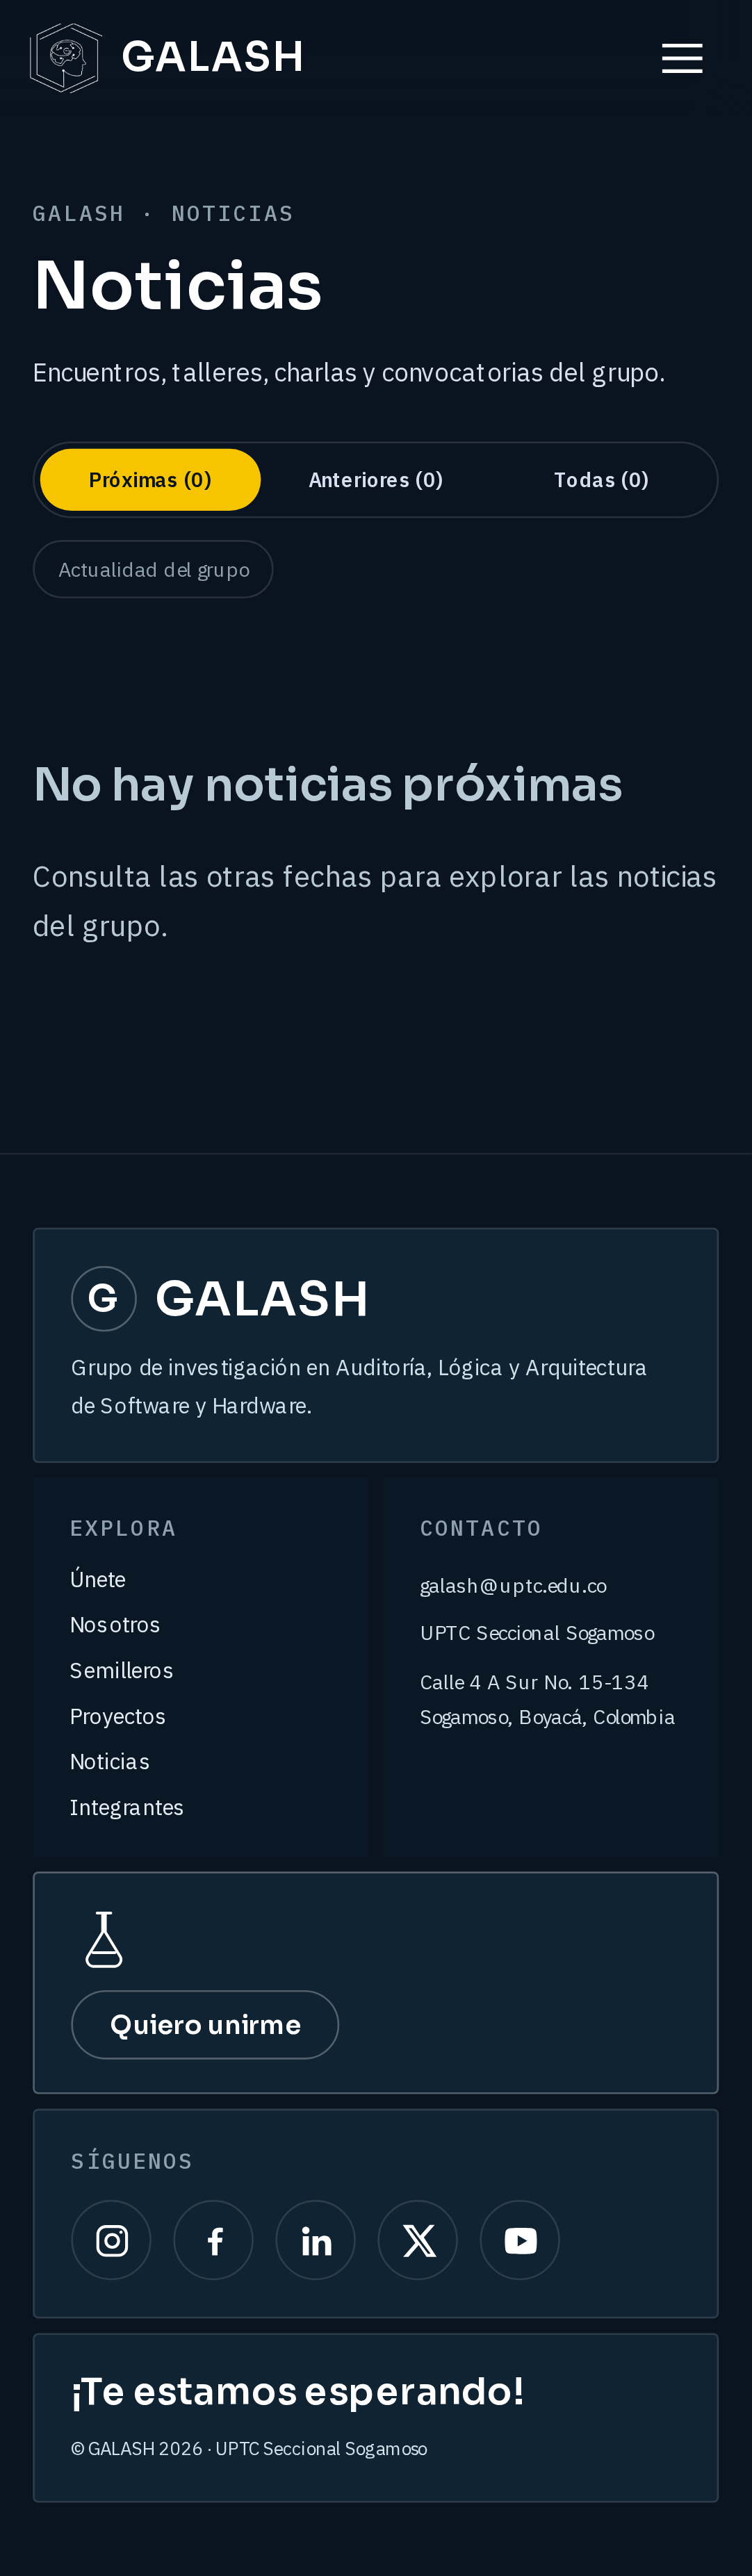 GALASH
GALASH · NOTICIAS
Noticias
Encuentros, talleres, charlas y convocatorias del grupo.
Próximas (0)
Anteriores (0)
Todas (0)
Actualidad del grupo
No hay noticias próximas
Consulta las otras fechas para explorar las noticias
del grupo.
G GALASH
Grupo de investigación en Auditoría, Lógica y Arquitectura
de Software y Hardware.
EXPLORA
Únete
Nosotros
Semilleros
Proyectos
Noticias
Integrantes
CONTACTO
galash@uptc.edu.co
UPTC Seccional Sogamoso
Calle 4 A Sur No. 15-134
Sogamoso, Boyacá, Colombia
Quiero unirme
SÍGUENOS
¡Te estamos esperando!
© GALASH 2026 · UPTC Seccional Sogamoso